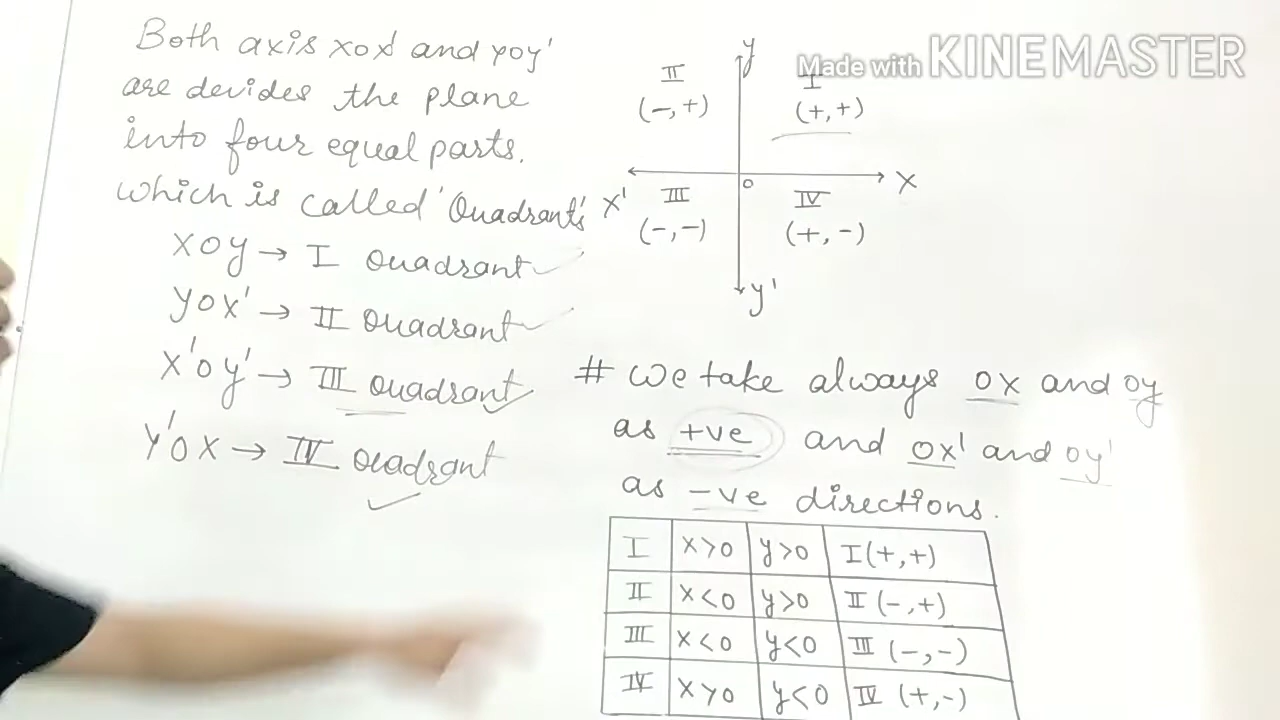 Both axis xox' and yoy'
are devides the plane
into four equal parts.
which is called 'Quadrants'
XOY → I Quadrant
YOX' → II Quadrant
X'OY' → III Quadrant
Y'OX → IV Quadrant
Made with KINEMASTER
y
II
(-,+)
I
(+,+)
X'
O
X
III
(-,-)
IV
(+,-)
y'
# we take always ox and oy
as +ve and ox' and oy'
as -ve directions.
I x>0 y>0 I(+,+)
II x<0 y>0 II (-,+)
III x<0 y<0 III (-,-)
IV x>0 y<0 IV (+,-)